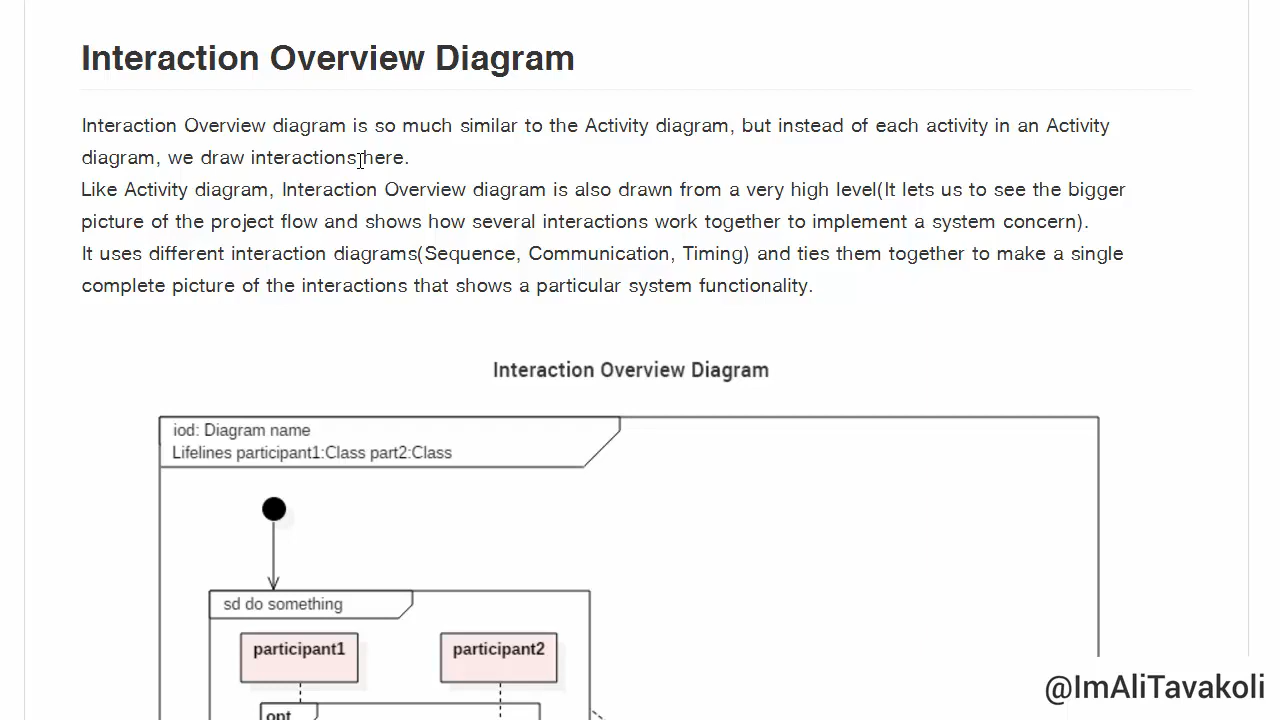 Interaction Overview Diagram
Interaction Overview diagram is so much similar to the Activity diagram, but instead of each activity in an Activity
diagram, we draw interactions here.
Like Activity diagram, Interaction Overview diagram is also drawn from a very high level(It lets us to see the bigger
picture of the project flow and shows how several interactions work together to implement a system concern).
It uses different interaction diagrams(Sequence, Communication, Timing) and ties them together to make a single
complete picture of the interactions that shows a particular system functionality.
Interaction Overview Diagram
iod: Diagram name
Lifelines participant1:Class part2:Class
sd do something
participant1
participant2
opt
@ImAliTavakoli